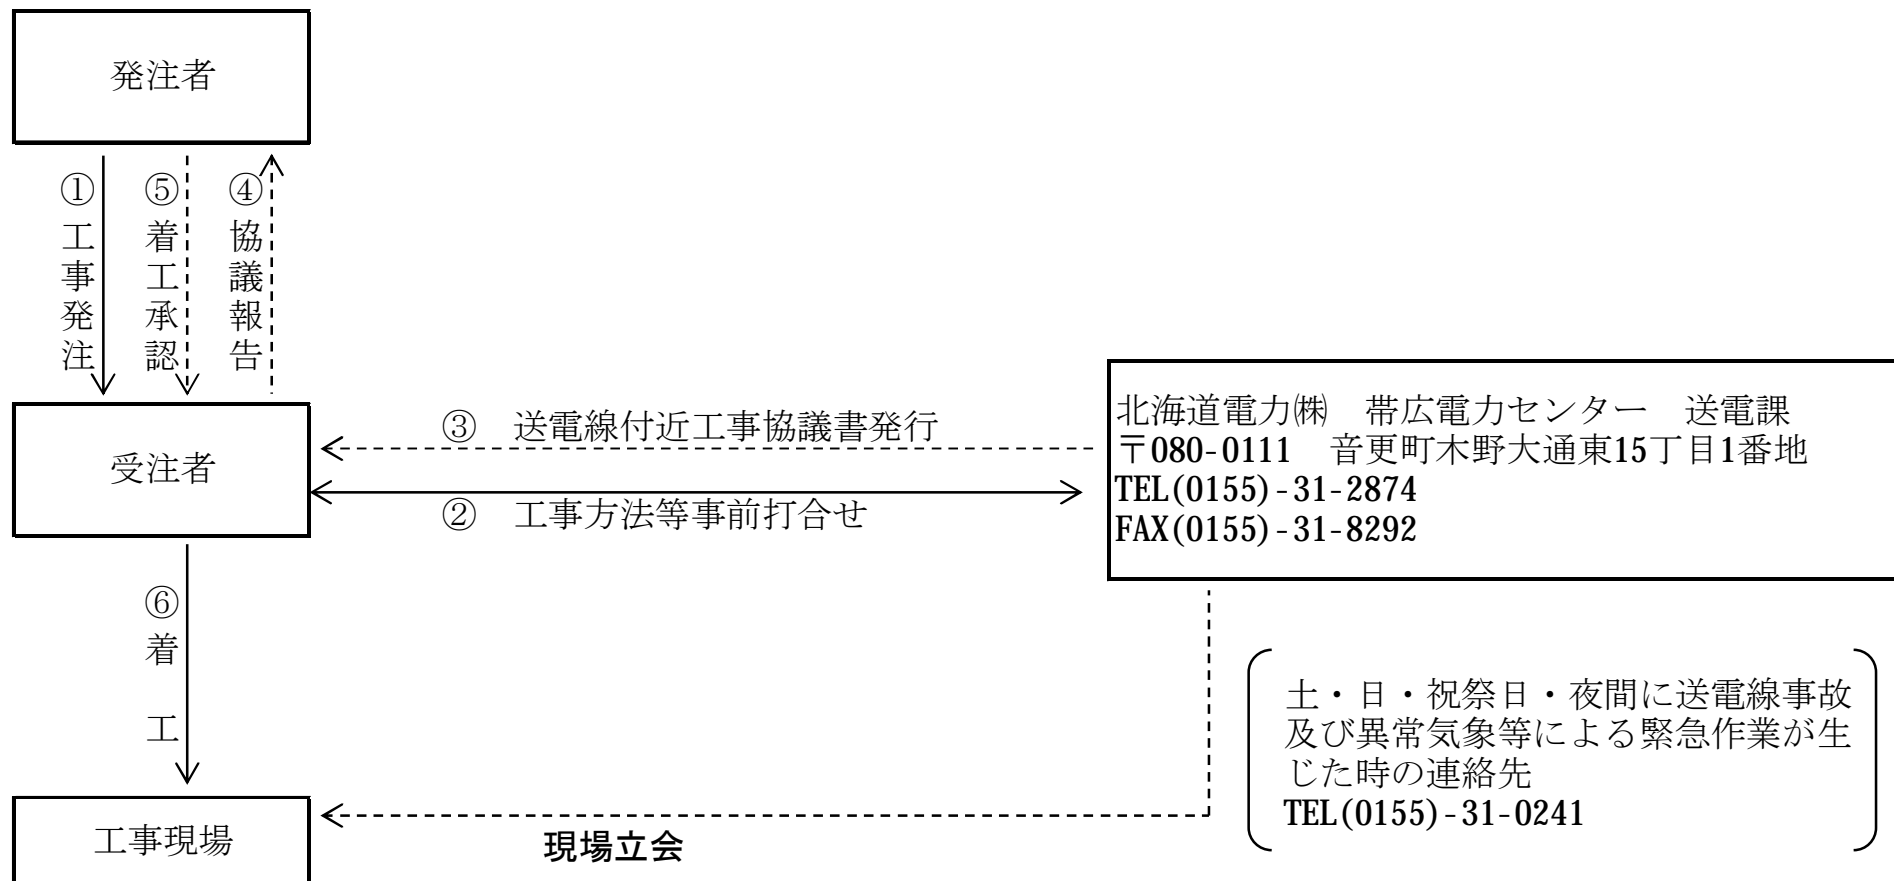 発注者
①工事発注
⑤着工承認
④協議報告
③　送電線付近工事協議書発行
受注者
②　工事方法等事前打合せ
北海道電力㈱　帯広電力センター　送電課
〒080-0111　音更町木野大通東15丁目1番地
TEL(0155)-31-2874
FAX(0155)-31-8292
⑥着　工
土・日・祝祭日・夜間に送電線事故
及び異常気象等による緊急作業が生
じた時の連絡先
TEL(0155)-31-0241
工事現場
現場立会